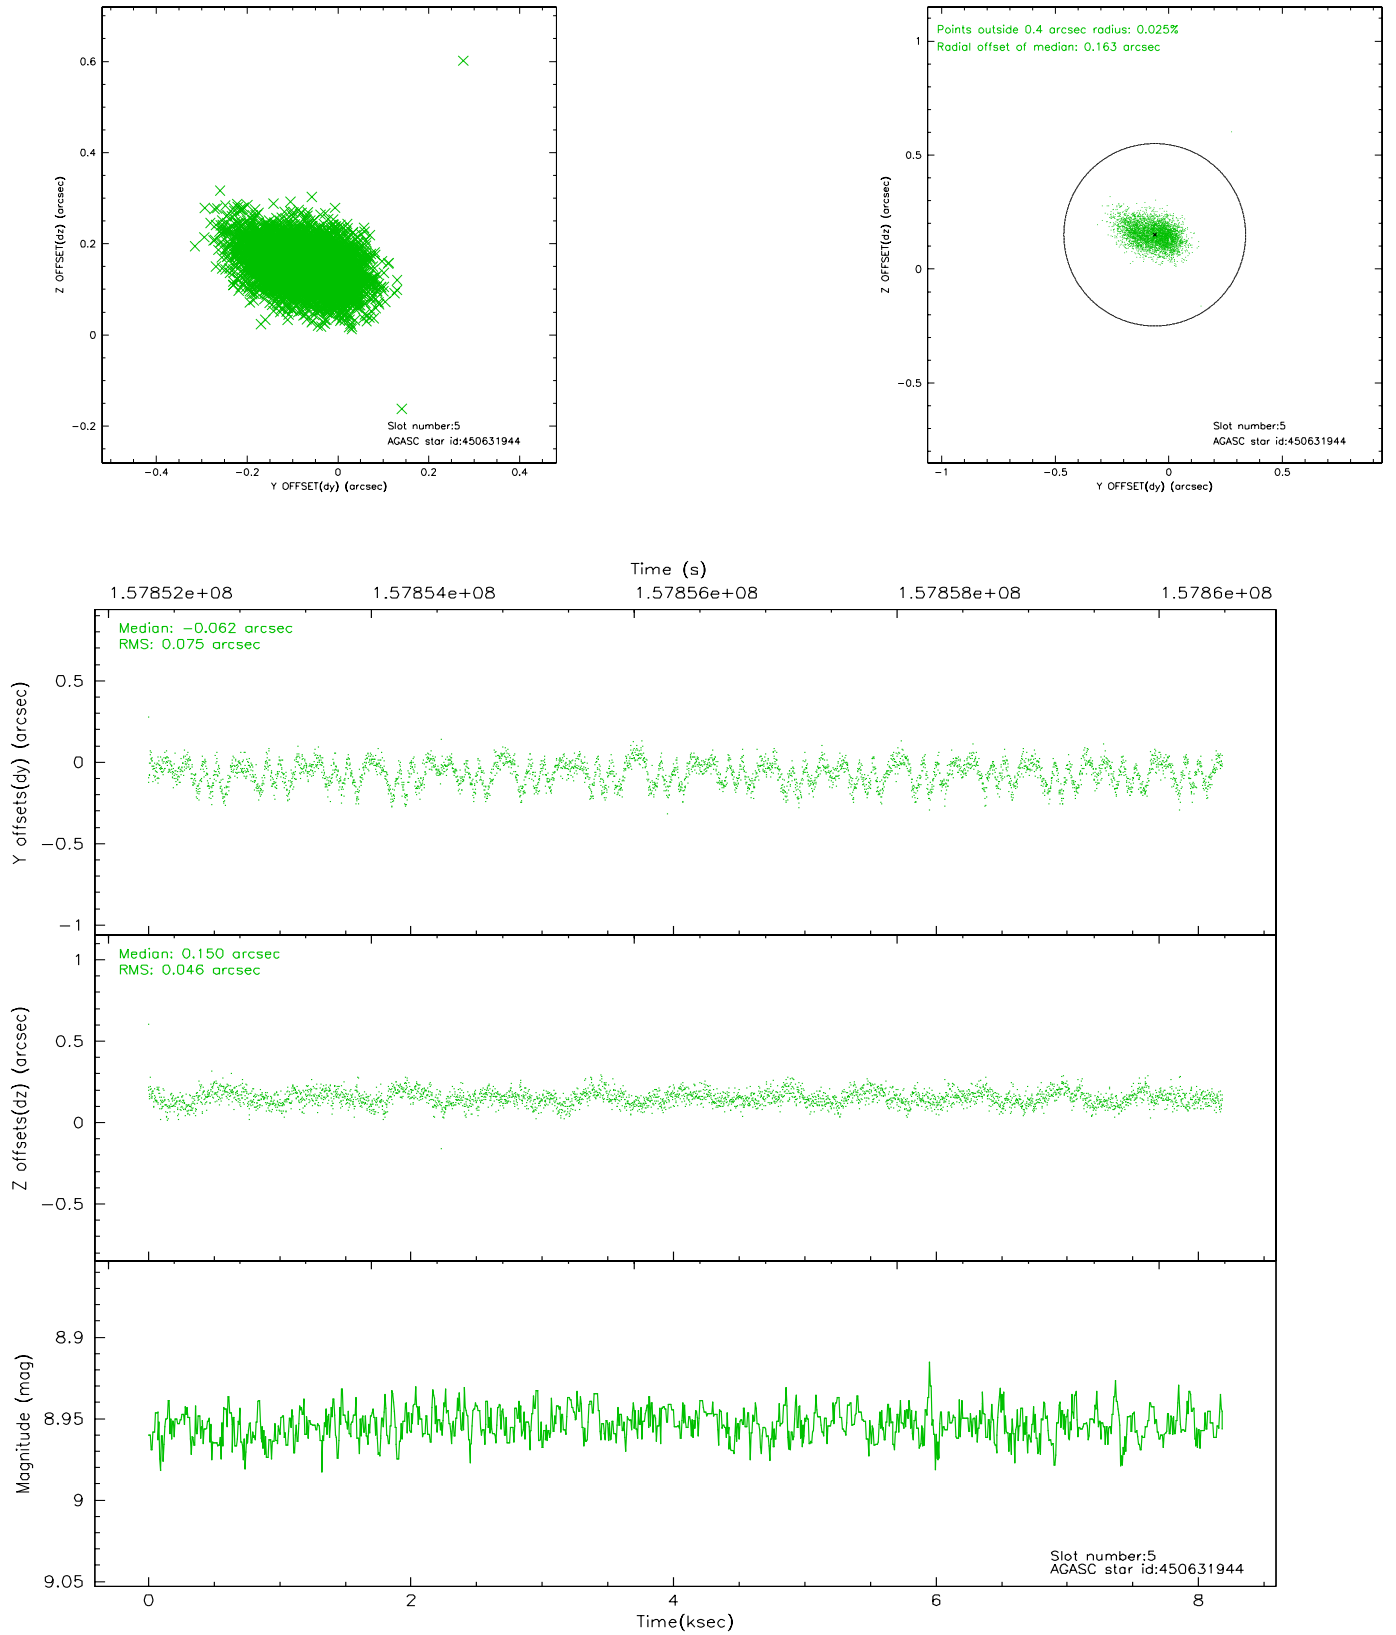 0.6
0.4
0.2
0
−0.2
Z OFFSET(dz) (arcsec)
Slot number:5
AGASC star id:450631944
−0.4 −0.2 0 0.2 0.4
Y OFFSET(dy) (arcsec)
Points outside 0.4 arcsec radius: 0.025%
Radial offset of median: 0.163 arcsec
1
0.5
0
−0.5
Z OFFSET(dz) (arcsec)
Slot number:5
AGASC star id:450631944
−1 −0.5 0 0.5
Y OFFSET(dy) (arcsec)
Time (s)
1.57852e+08 1.57854e+08 1.57856e+08 1.57858e+08 1.5786e+08
Median: −0.062 arcsec
RMS: 0.075 arcsec
0.5
0
−0.5
−1
Y offsets(dy) (arcsec)
Median: 0.150 arcsec
RMS: 0.046 arcsec
1
0.5
0
−0.5
Z offsets(dz) (arcsec)
8.9
8.95
9
9.05
Magnitude (mag)
Slot number:5
AGASC star id:450631944
0 2 4 6 8
Time(ksec)